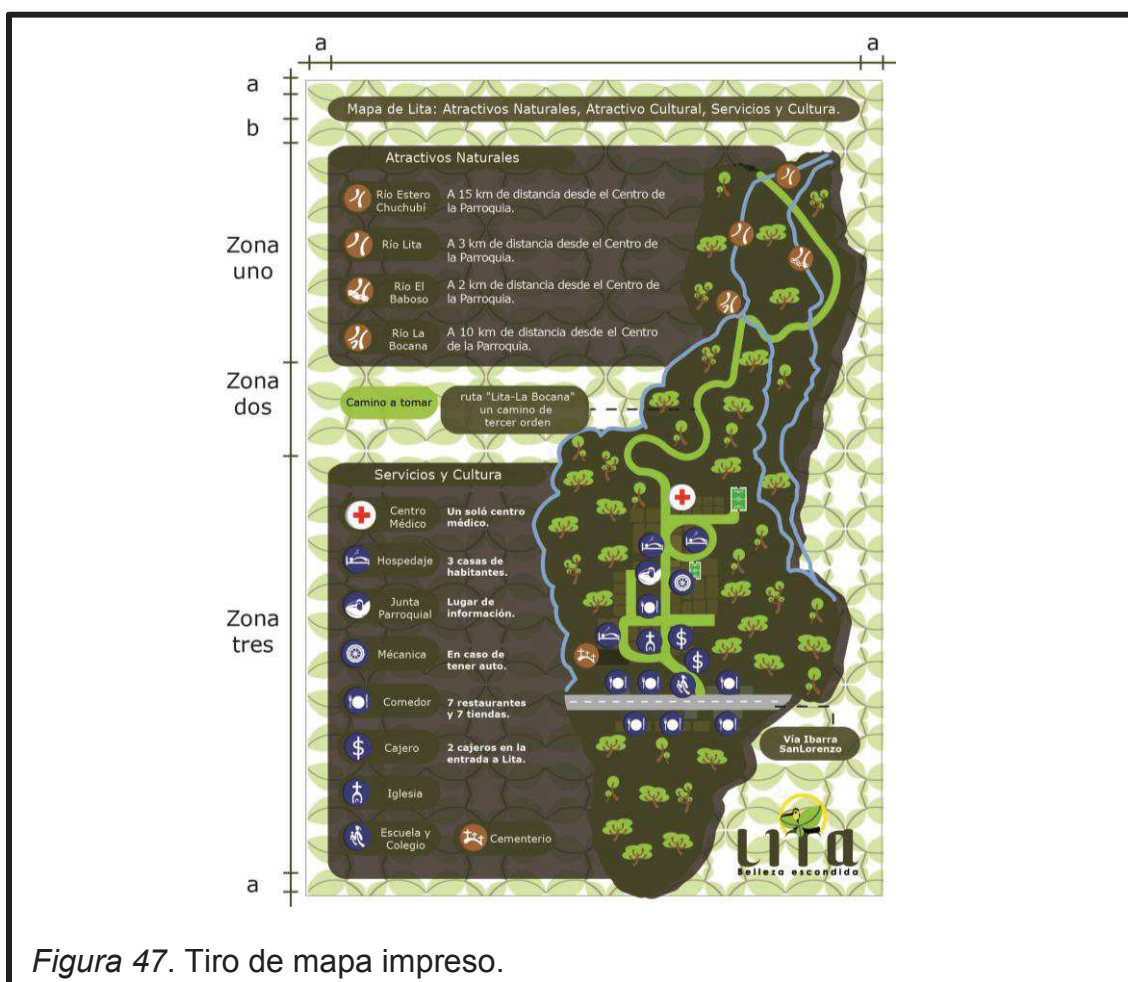 a
a
a
b
Mapa de Lita: Atractivos Naturales, Atractivo Cultural, Servicios y Cultura.
Zona
uno
Atractivos Naturales
Río Estero
Chuchubí
A 15 km de distancia desde el Centro de
la Parroquia.
Río Lita
A 3 km de distancia desde el Centro de
la Parroquia.
Río El
Baboso
A 2 km de distancia desde el Centro de
la Parroquia.
Río La
Bocana
A 10 km de distancia desde el Centro
de la Parroquia.
Zona
dos
Camino a tomar
ruta "Lita-La Bocana"
un camino de
tercer orden
Zona
tres
Servicios y Cultura
Centro
Médico
Un soló centro
médico.
Hospedaje
3 casas de
habitantes.
Junta
Parroquial
Lugar de
información.
Mécanica
En caso de
tener auto.
Comedor
7 restaurantes
y 7 tiendas.
Cajero
2 cajeros en la
entrada a Lita.
Iglesia
Escuela y
Colegio
Cementerio
$
$
$
Vía Ibarra
SanLorenzo
Lita
Belleza escondida
a
Figura 47. Tiro de mapa impreso.